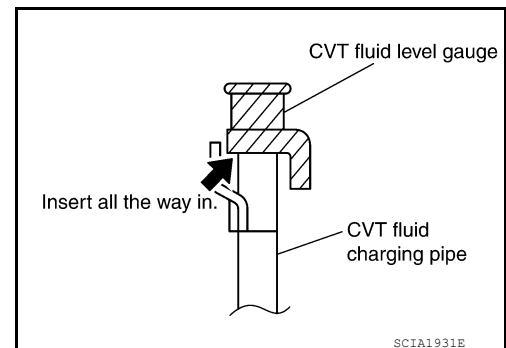 CVT fluid level gauge
Insert all the way in.
CVT fluid
charging pipe
SCIA1931E